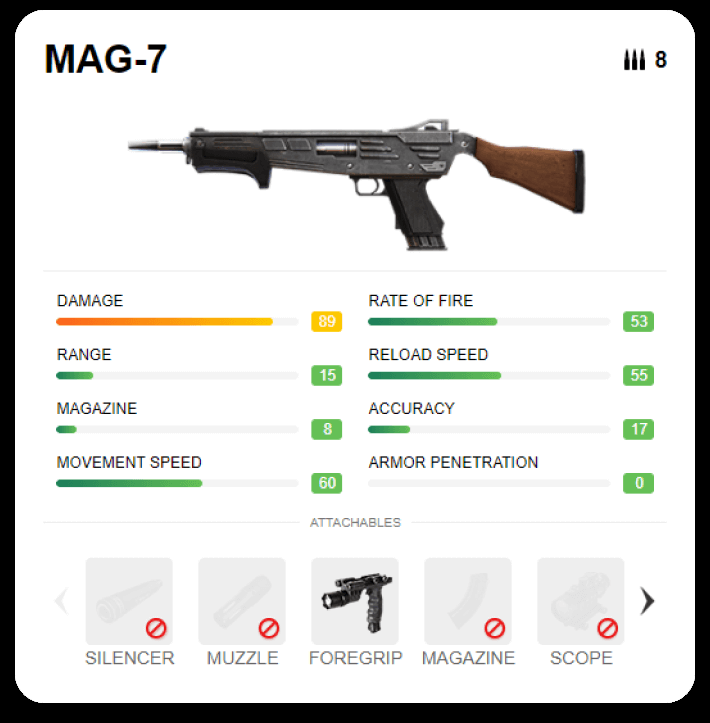 MAG-7
8
DAMAGE
89
RATE OF FIRE
53
RANGE
15
RELOAD SPEED
55
MAGAZINE
8
ACCURACY
17
MOVEMENT SPEED
60
ARMOR PENETRATION
0
ATTACHABLES
SILENCER
MUZZLE
FOREGRIP
MAGAZINE
SCOPE